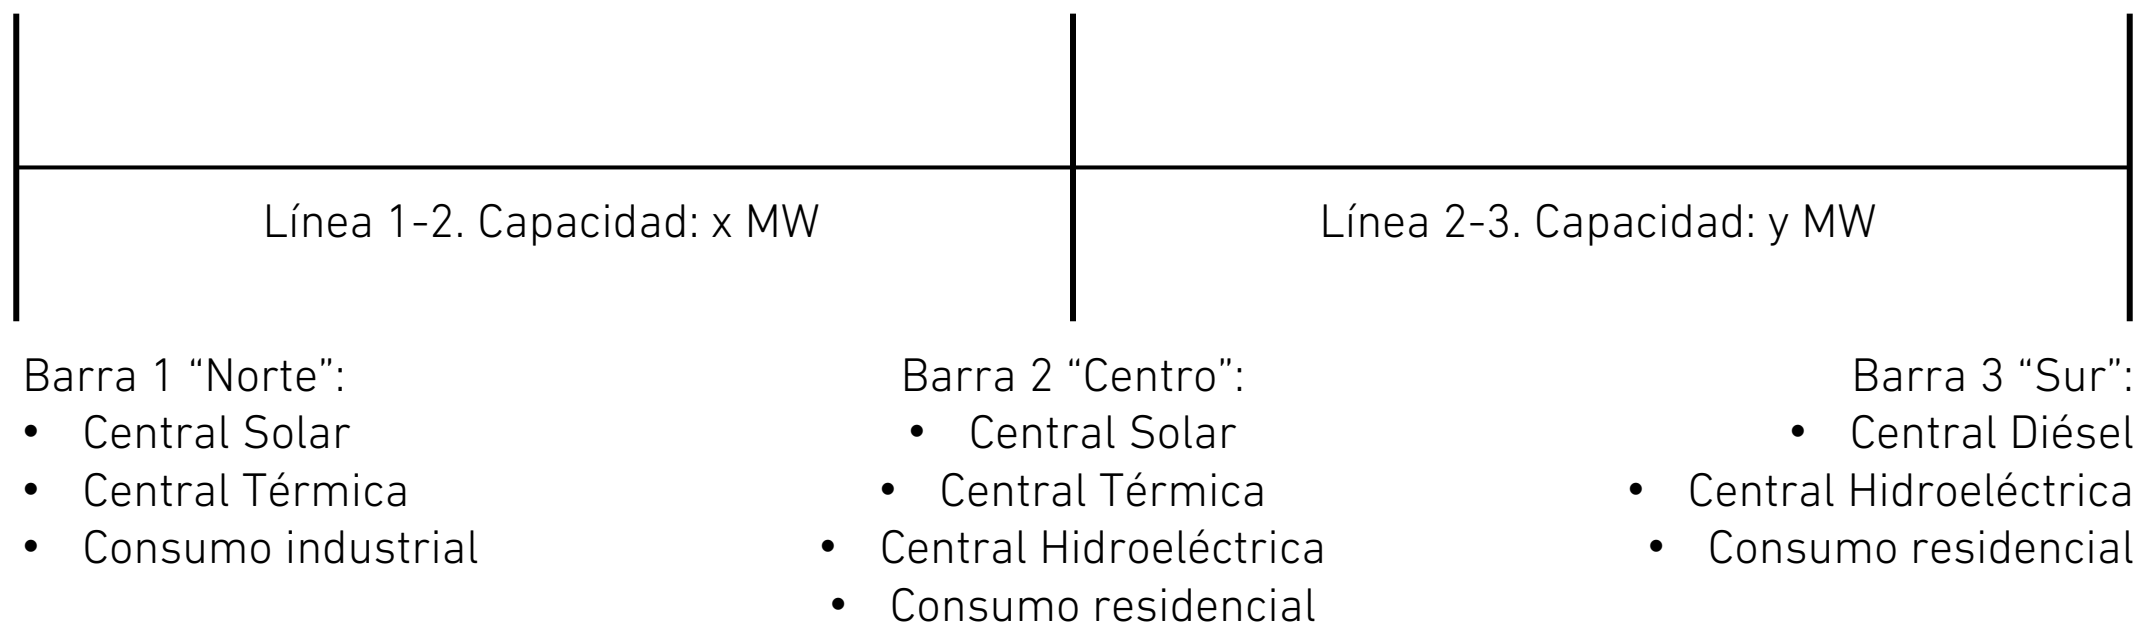 Línea 1-2. Capacidad: x MW
Línea 2-3. Capacidad: y MW
Barra 1 “Norte”:
• Central Solar
• Central Térmica
• Consumo industrial
Barra 2 “Centro”:
• Central Solar
• Central Térmica
• Central Hidroeléctrica
• Consumo residencial
Barra 3 “Sur”:
• Central Diésel
• Central Hidroeléctrica
• Consumo residencial